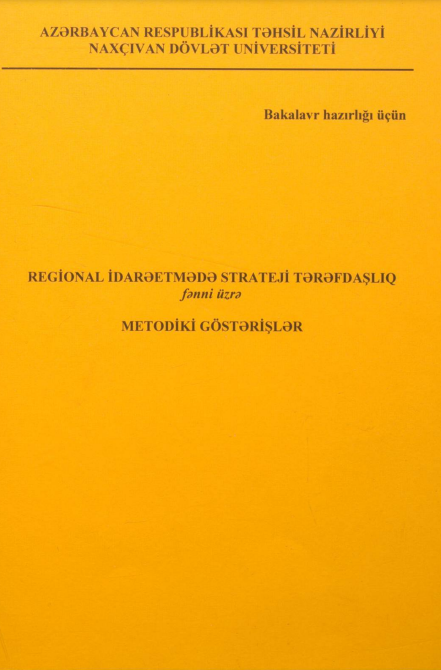 AZƏRBAYCAN RESPUBLİKASI TƏHSİL NAZİRLİYİ
NAXÇIVAN DÖVLƏT UNİVERSİTETİ
Bakalavr hazırlığı üçün
REGİONAL İDARƏETMƏDƏ STRATEJİ TƏRƏFDAŞLIQ
fənni üzrə
METODİKİ GÖSTƏRİŞLƏR